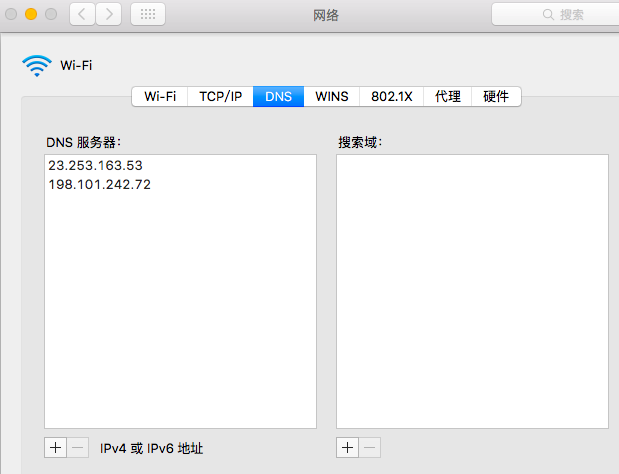 网络
搜索
Wi-Fi
Wi-Fi TCP/IP DNS WINS 802.1X 代理 硬件
DNS 服务器： 搜索域：
23.253.163.53
198.101.242.72
IPv4 或 IPv6 地址